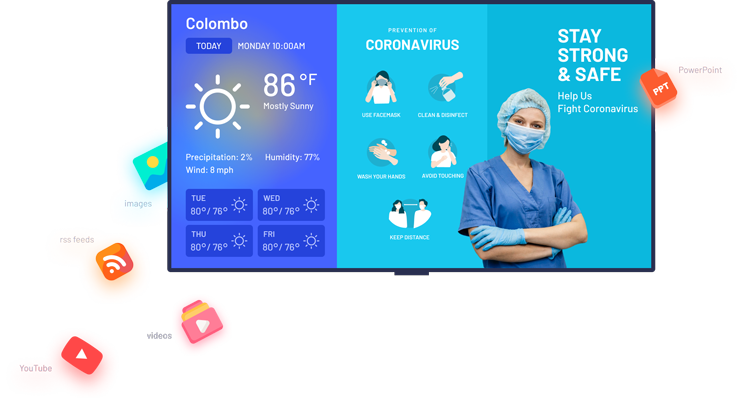 Colombo
TODAY MONDAY 10:00AM
86 °F
Mostly Sunny
Precipitation: 2% Humidity: 77%
Wind: 8 mph
TUE
80°/ 76°
WED
80°/ 76°
THU
80°/ 76°
FRI
80°/ 76°
PREVENTION OF
CORONAVIRUS
USE FACEMASK
CLEAN & DISINFECT
WASH YOUR HANDS
AVOID TOUCHING
KEEP DISTANCE
STAY
STRONG
& SAFE
Help Us
Fight Coronavirus
PowerPoint
PPT
images
rss feeds
videos
YouTube